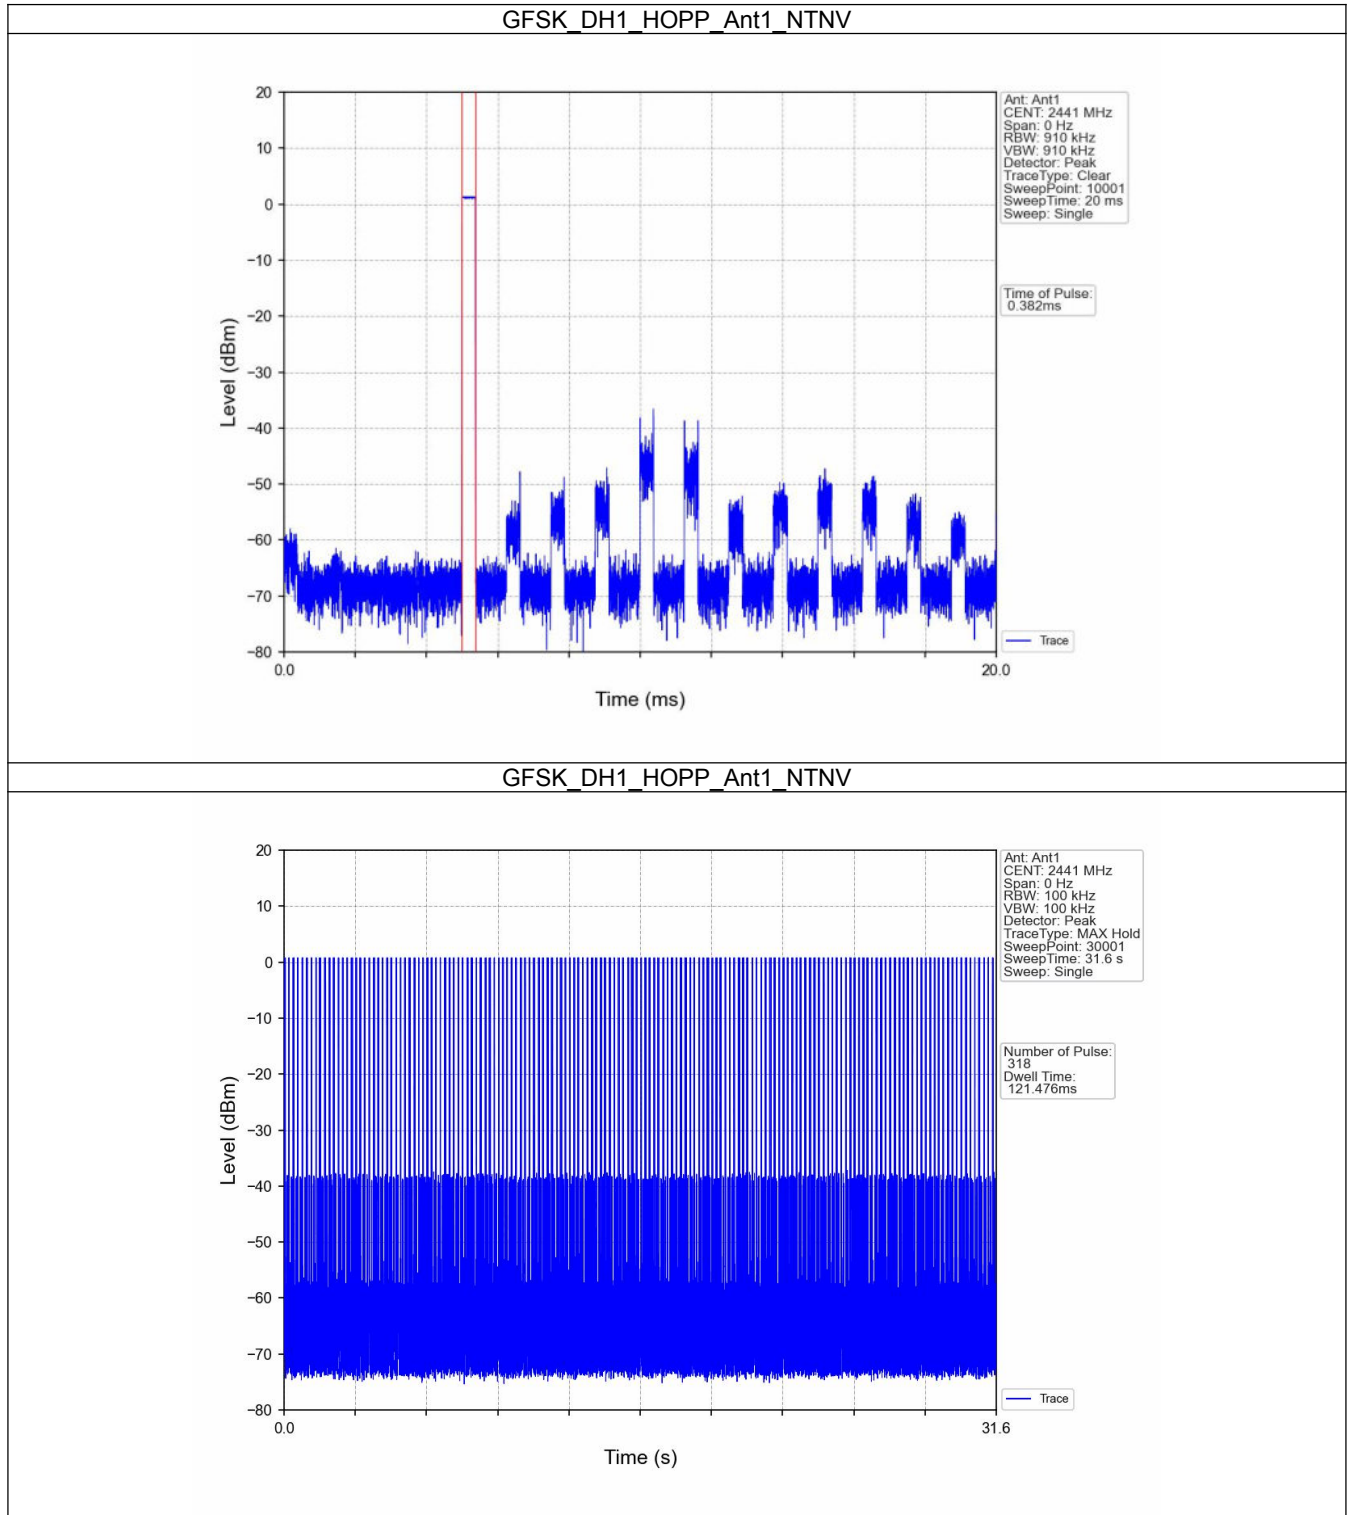 GFSK_DH1_HOPP_Ant1_NTNV
20
10
0
−10
−20
−30
−40
−50
−60
−70
−80
Level (dBm)
0.0
20.0
Time (ms)
Ant: Ant1
CENT: 2441 MHz
Span: 0 Hz
RBW: 910 kHz
VBW: 910 kHz
Detector: Peak
TraceType: Clear
SweepPoint: 10001
SweepTime: 20 ms
Sweep: Single
Time of Pulse:
0.382ms
Trace
GFSK_DH1_HOPP_Ant1_NTNV
20
10
0
−10
−20
−30
−40
−50
−60
−70
−80
Level (dBm)
0.0
31.6
Time (s)
Ant: Ant1
CENT: 2441 MHz
Span: 0 Hz
RBW: 100 kHz
VBW: 100 kHz
Detector: Peak
TraceType: MAX Hold
SweepPoint: 30001
SweepTime: 31.6 s
Sweep: Single
Number of Pulse:
318
Dwell Time:
121.476ms
Trace